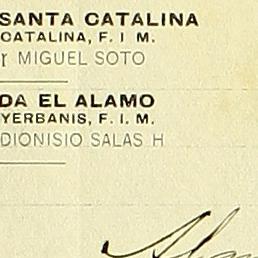 SANTA CATALINA
CATALINA, F. I M.
r MIGUEL SOTO
DA EL ALAMO
YERBANIS, F. I. M.
DIONISIO SALAS H